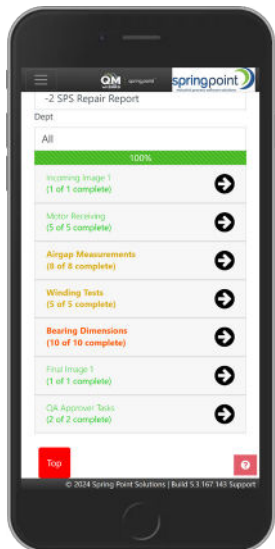 QM
springpoint
springpoint
-2 SPS Repair Report
Dept
All
100%
Incoming Image 1
(1 of 1 complete)
Motor Receiving
(5 of 5 complete)
Airgap Measurements
(8 of 8 complete)
Winding Tests
(5 of 5 complete)
Bearing Dimensions
(10 of 10 complete)
Final Image 1
(1 of 1 complete)
QA Approver Tasks
(2 of 2 complete)
Top
?
© 2024 Spring Point Solutions | Build 5.3.167.143 Support